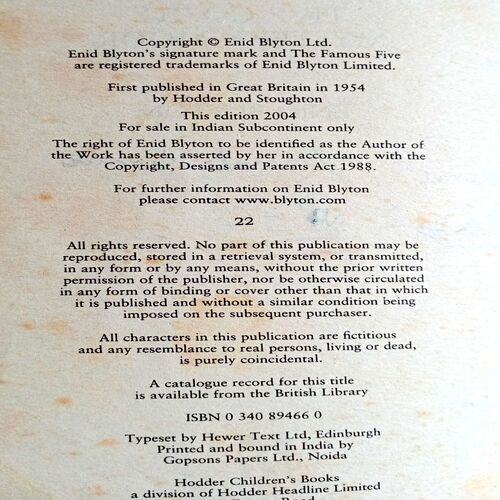 Copyright © Enid Blyton Ltd.
Enid Blyton's signature mark and The Famous Five
are registered trademarks of Enid Blyton Limited.
First published in Great Britain in 1954
by Hodder and Stoughton
This edition 2004
For sale in Indian Subcontinent only
The right of Enid Blyton to be identified as the Author of
the Work has been asserted by her in accordance with the
Copyright, Designs and Patents Act 1988.
For further information on Enid Blyton
please contact www.blyton.com
22
All rights reserved. No part of this publication may be
reproduced, stored in a retrieval system, or transmitted,
in any form or by any means, without the prior written
permission of the publisher, nor be otherwise circulated
in any form of binding or cover other than that in which
it is published and without a similar condition being
imposed on the subsequent purchaser.
All characters in this publication are fictitious
and any resemblance to real persons, living or dead,
is purely coincidental.
A catalogue record for this title
is available from the British Library
ISBN 0 340 89466 0
Typeset by Hewer Text Ltd, Edinburgh
Printed and bound in India by
Gopsons Papers Ltd., Noida
Hodder Children's Books
a division of Hodder Headline Limited
Road